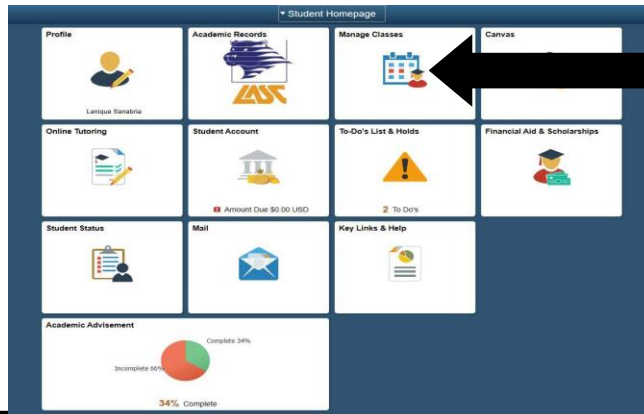 Student Homepage
Profile
Lanique Sanabria
Academic Records
LASC
Manage Classes
Canvas
Online Tutoring
Student Account
Amount Due $0.00 USD
To-Do's List & Holds
2 To Do's
Financial Aid & Scholarships
Student Status
Mail
Key Links & Help
Academic Advisement
Complete 34%
Incomplete 66%
34% Complete